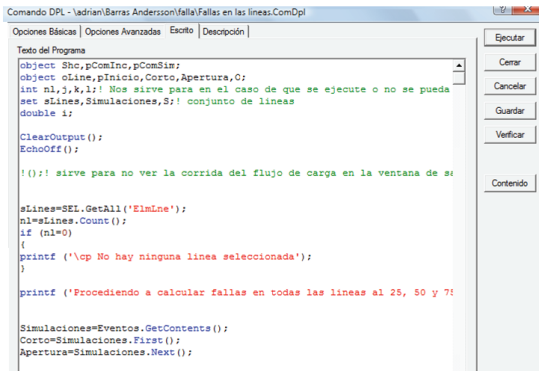 Comando DPL - \adrian\Barras Andersson\falla\Fallas en las lineas.ComDpl
Opciones Básicas Opciones Avanzadas Escrito Descripción
Texto del Programa
object Shc,pComInc,pComSim;
object oLine,pInicio,Corto,Apertura,C;
int nl,j,k,l;! Nos sirve para en el caso de que se ejecute o no se pueda
set sLines,Simulaciones,S;! conjunto de lineas
double i;
ClearOutput();
EchoOff();
!();! sirve para no ver la corrida del flujo de carga en la ventana de sa
sLines=SEL.GetAll('ElmLne');
nl=sLines.Count();
if (nl=0)
{
printf ('\cp No hay ninguna linea seleccionada');
}
printf ('Procediendo a calcular fallas en todas las lineas al 25, 50 y 75
Simulaciones=Eventos.GetContents();
Corto=Simulaciones.First();
Apertura=Simulaciones.Next();
Ejecutar
Cerrar
Cancelar
Guardar
Verificar
Contenido